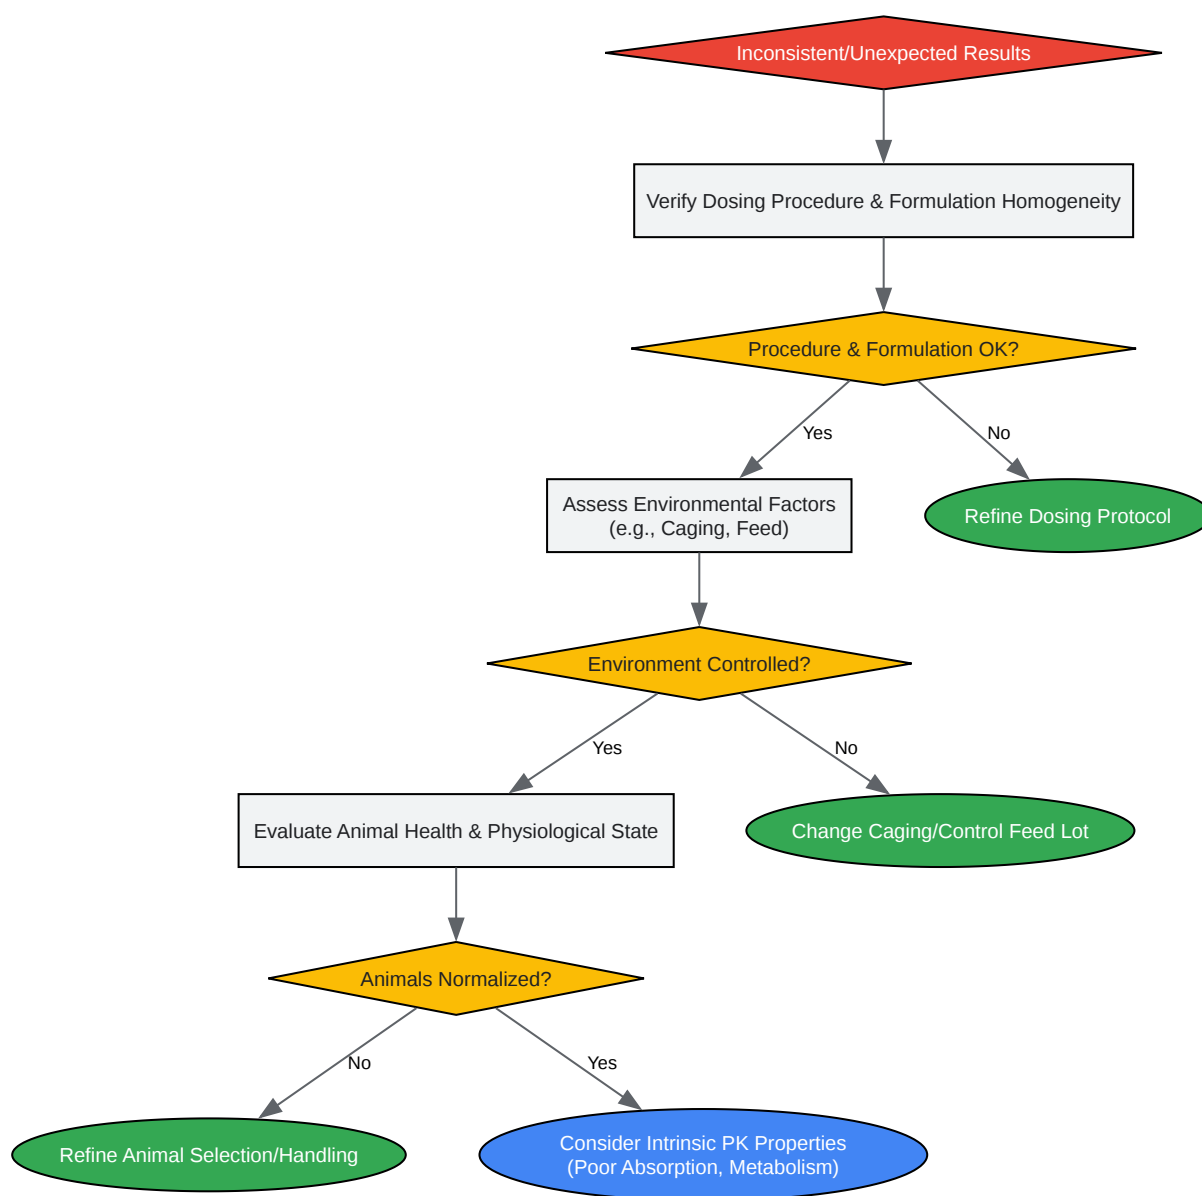 Inconsistent/Unexpected Results
Verify Dosing Procedure & Formulation Homogeneity
Procedure & Formulation OK?
Yes
No
Assess Environmental Factors
(e.g., Caging, Feed)
Refine Dosing Protocol
Environment Controlled?
Yes
No
Evaluate Animal Health & Physiological State
Change Caging/Control Feed Lot
Animals Normalized?
No
Yes
Refine Animal Selection/Handling
Consider Intrinsic PK Properties
(Poor Absorption, Metabolism)